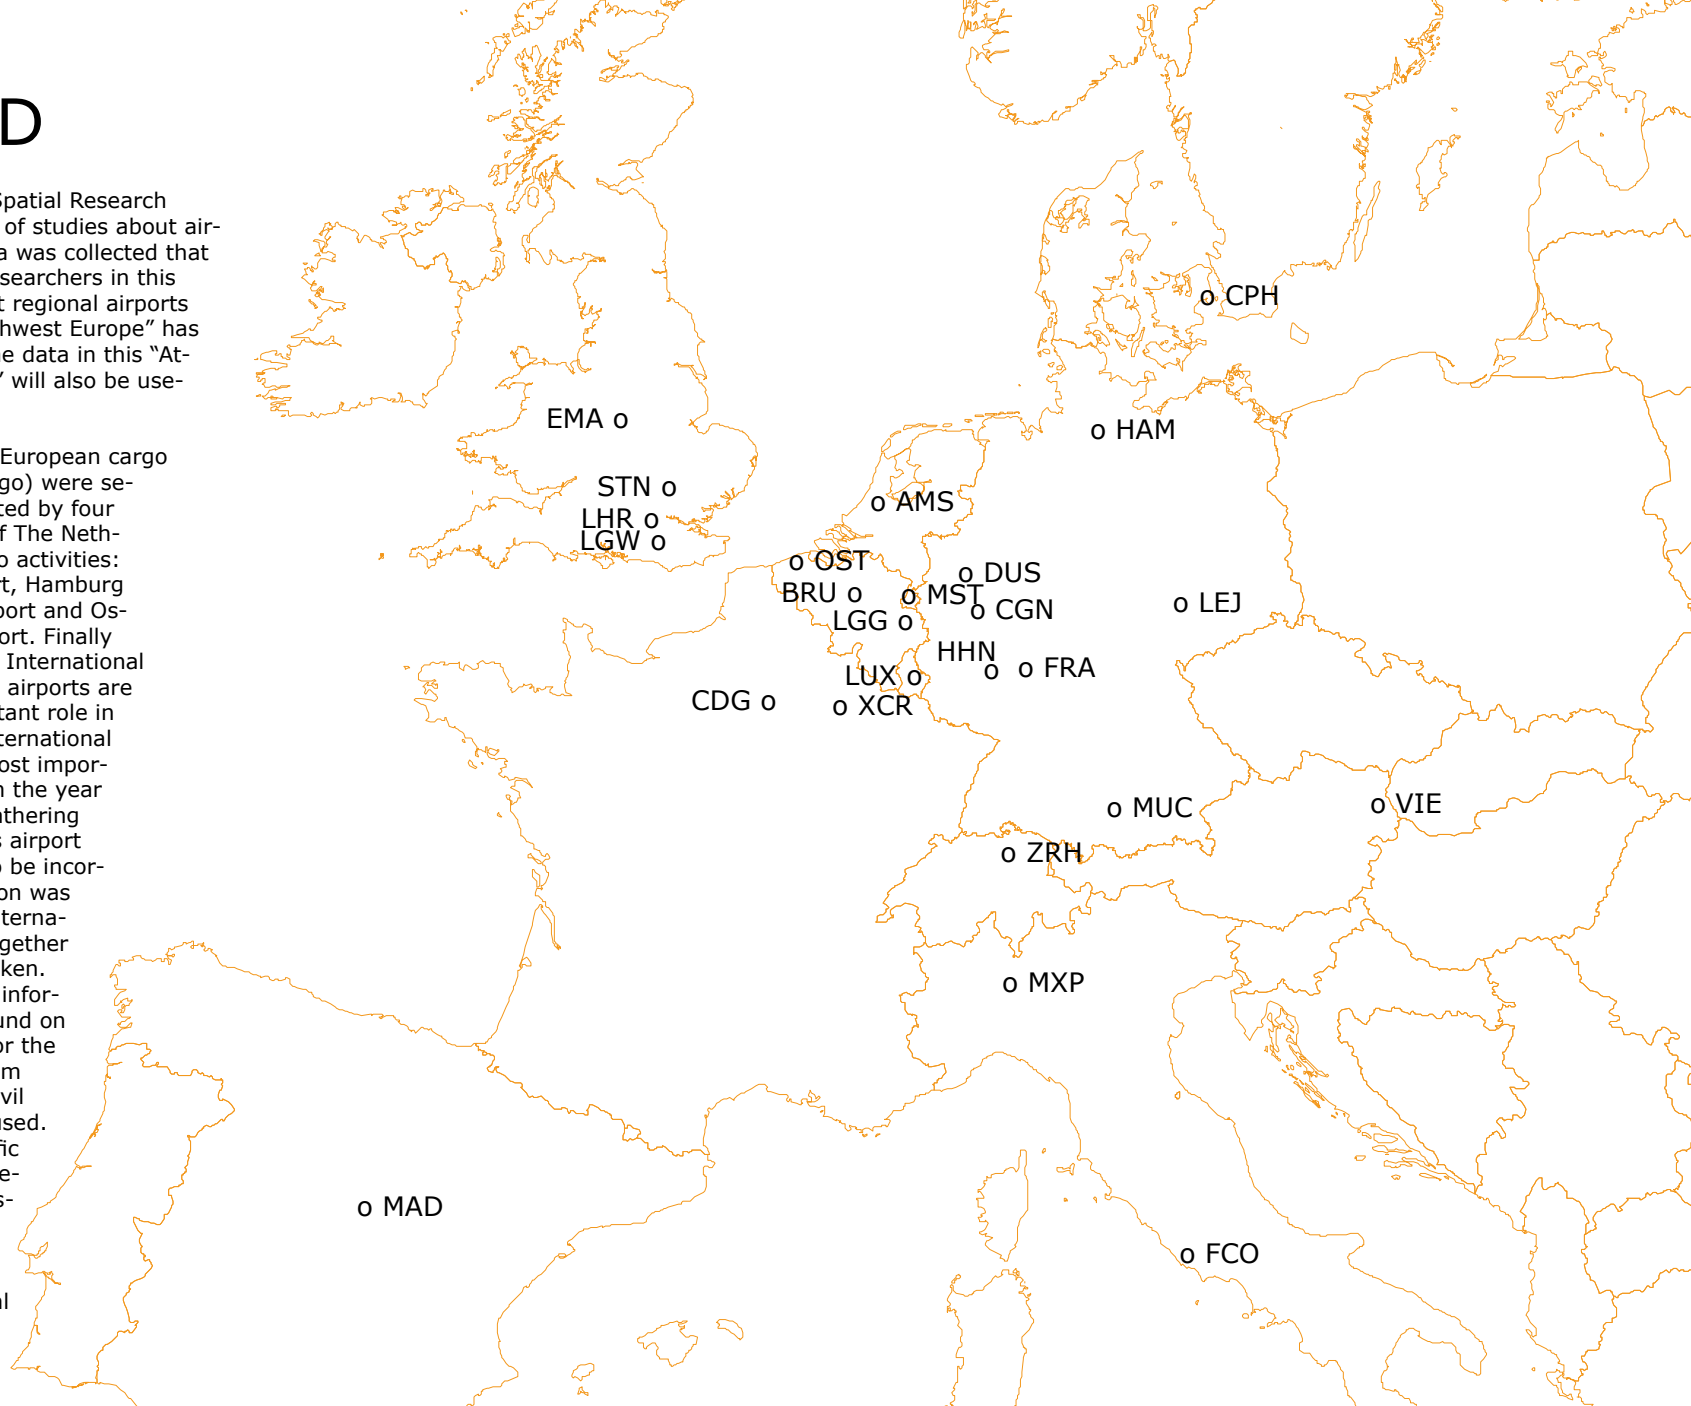 D
Spatial Research
of studies about air-
a was collected that
searchers in this
t regional airports
hwest Europe” has
e data in this “At-
” will also be use-
European cargo
go) were se-
ted by four
f The Neth-
o activities:
rt, Hamburg
port and Os-
ort. Finally
International
airports are
tant role in
ternational
ost impor-
n the year
athering
s airport
o be incor-
on was
terna-
gether
ken.
infor-
und on
or the
m
vil
used.
fic
e-
s-
al
o CPH
EMA o
o HAM
STN o
o AMS
LHR o
LGW o
o OST
o DUS
BRU o
o MST
o CGN
o LEJ
LGG o
HHN
o
o FRA
LUX o
CDG o
o XCR
o MUC
o VIE
o ZRH
o MXP
o MAD
o FCO